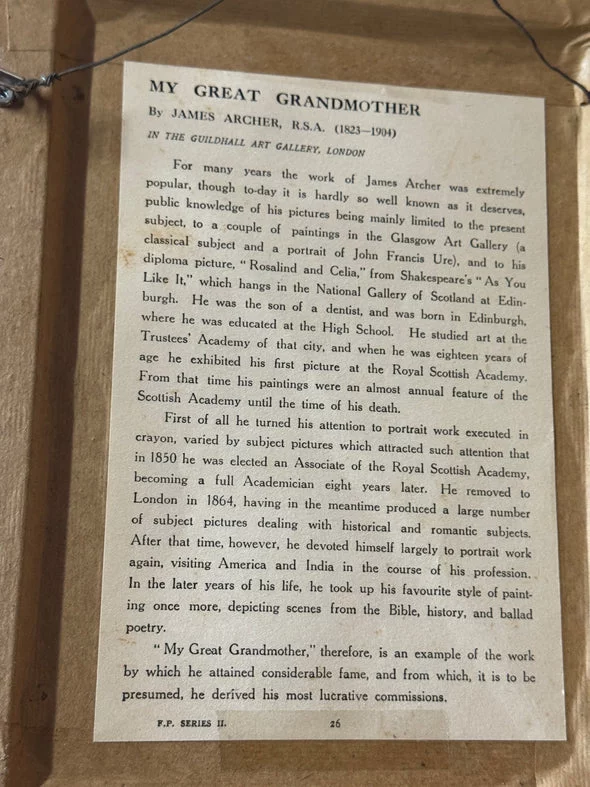 MY GREAT GRANDMOTHER
By JAMES ARCHER, R.S.A. (1823—1904)
IN THE GUILDHALL ART GALLERY, LONDON
For many years the work of James Archer was extremely
popular, though to-day it is hardly so well known as it deserves,
public knowledge of his pictures being mainly limited to the present
subject, to a couple of paintings in the Glasgow Art Gallery (a
classical subject and a portrait of John Francis Ure), and to his
diploma picture, "Rosalind and Celia," from Shakespeare's "As You
Like It," which hangs in the National Gallery of Scotland at Edin-
burgh. He was the son of a dentist, and was born in Edinburgh,
where he was educated at the High School. He studied art at the
Trustees' Academy of that city, and when he was eighteen years of
age he exhibited his first picture at the Royal Scottish Academy.
From that time his paintings were an almost annual feature of the
Scottish Academy until the time of his death.
First of all he turned his attention to portrait work executed in
crayon, varied by subject pictures which attracted such attention that
in 1850 he was elected an Associate of the Royal Scottish Academy,
becoming a full Academician eight years later. He removed to
London in 1864, having in the meantime produced a large number
of subject pictures dealing with historical and romantic subjects.
After that time, however, he devoted himself largely to portrait work
again, visiting America and India in the course of his profession.
In the later years of his life, he took up his favourite style of paint-
ing once more, depicting scenes from the Bible, history, and ballad
poetry.
"My Great Grandmother," therefore, is an example of the work
by which he attained considerable fame, and from which, it is to be
presumed, he derived his most lucrative commissions.
F.P. SERIES II. 26